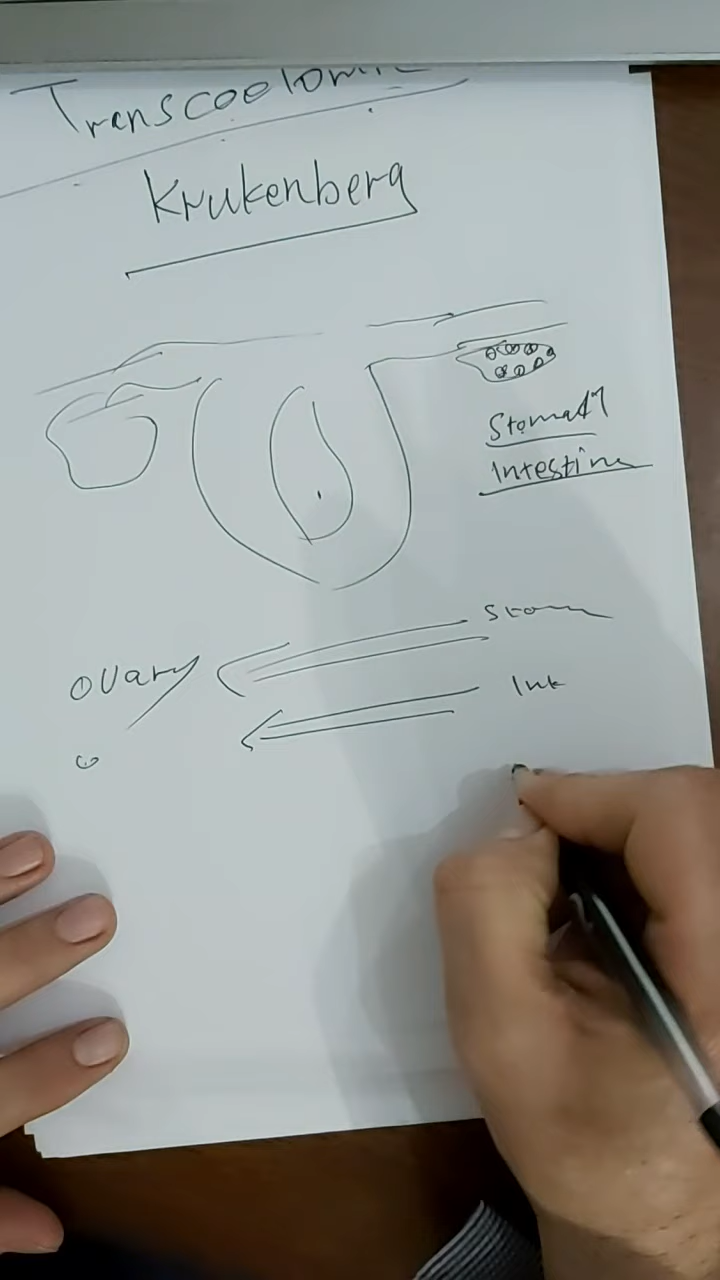 Transcoelomic
Krukenberg
Stomach
Intestine
Stom
ovary
Int